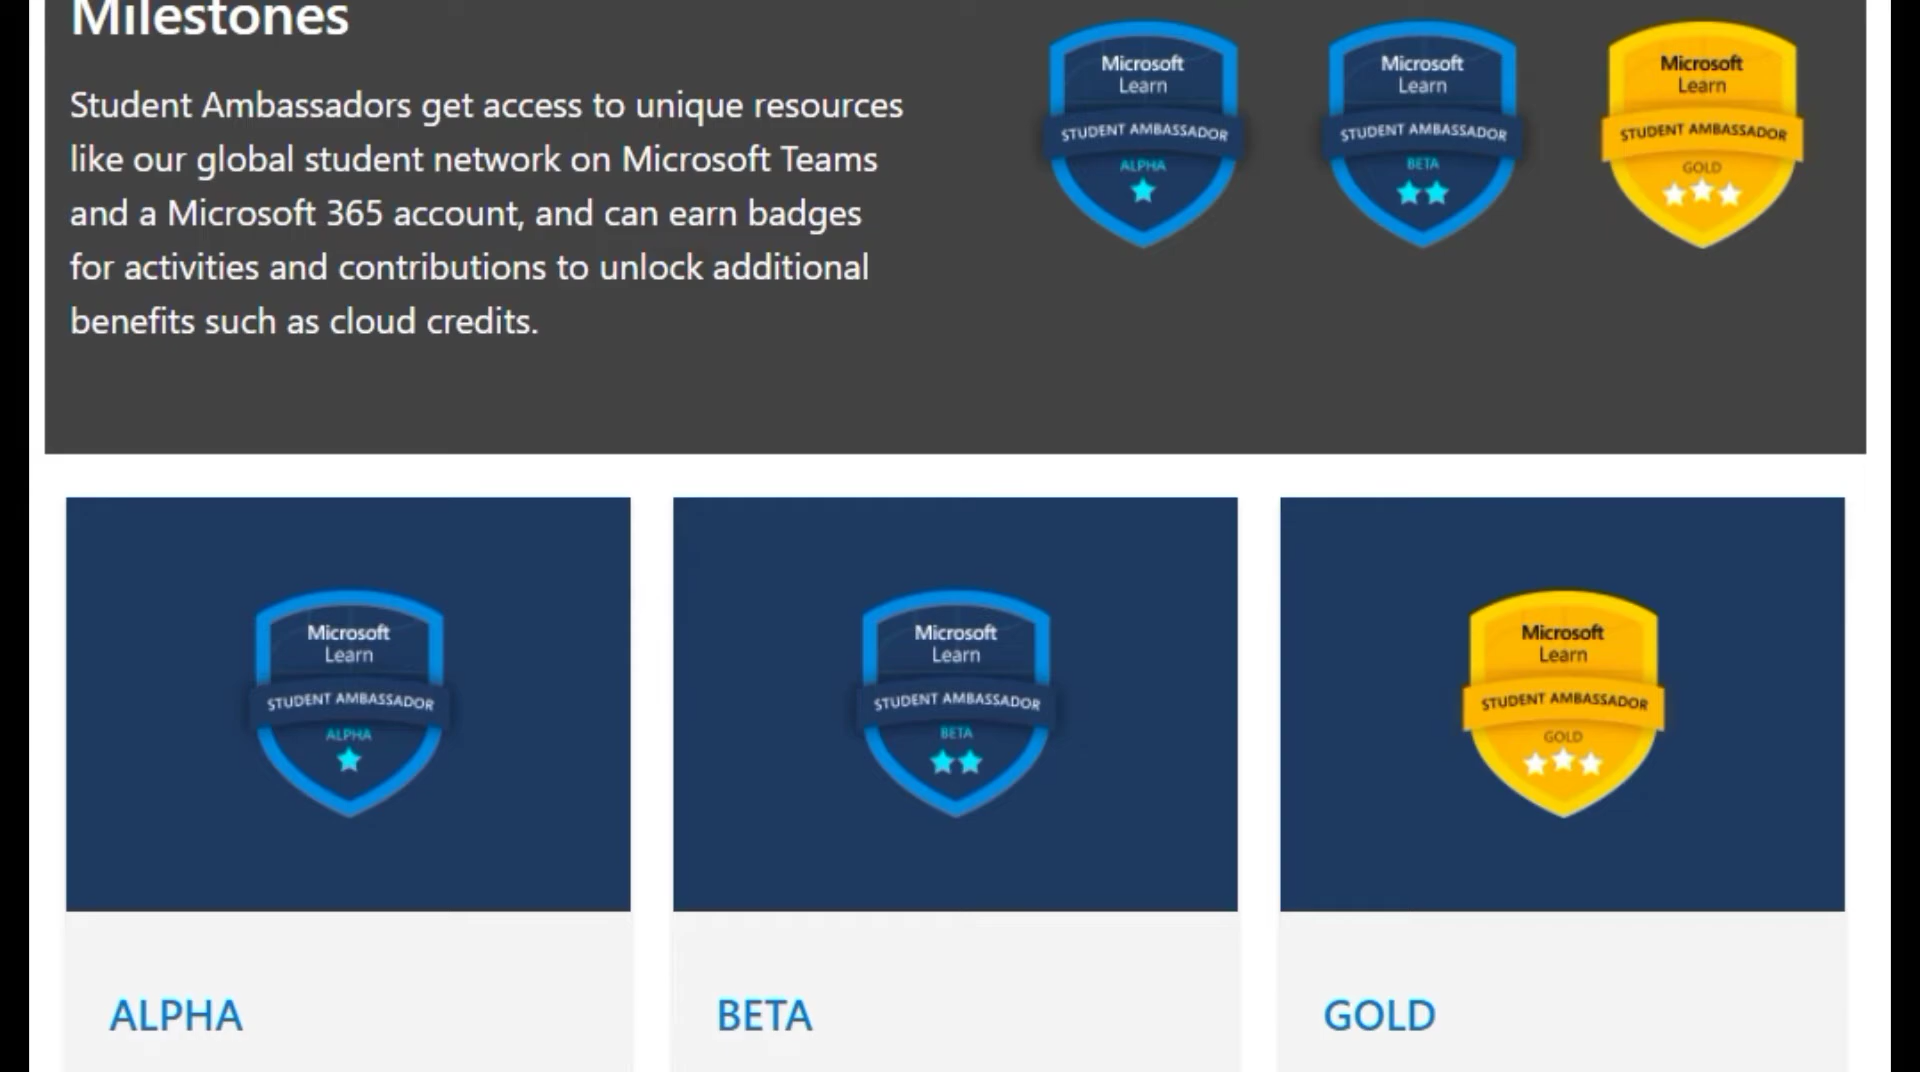 Milestones
Student Ambassadors get access to unique resources
like our global student network on Microsoft Teams
and a Microsoft 365 account, and can earn badges
for activities and contributions to unlock additional
benefits such as cloud credits.
Microsoft
Learn
STUDENT AMBASSADOR
ALPHA
Microsoft
Learn
STUDENT AMBASSADOR
BETA
Microsoft
Learn
STUDENT AMBASSADOR
GOLD
Microsoft
Learn
STUDENT AMBASSADOR
ALPHA
ALPHA
Microsoft
Learn
STUDENT AMBASSADOR
BETA
BETA
Microsoft
Learn
STUDENT AMBASSADOR
GOLD
GOLD